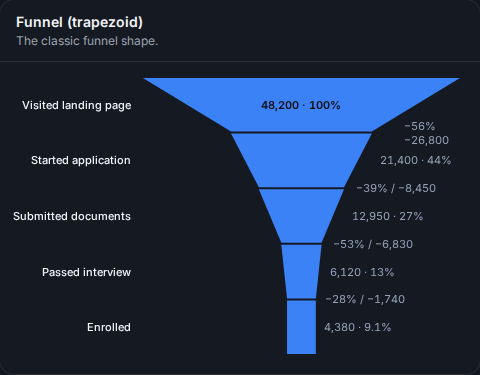 Funnel (trapezoid)
The classic funnel shape.
Visited landing page
48,200 · 100%
−56%
−26,800
Started application
21,400 · 44%
−39% / −8,450
Submitted documents
12,950 · 27%
−53% / −6,830
Passed interview
6,120 · 13%
−28% / −1,740
Enrolled
4,380 · 9.1%